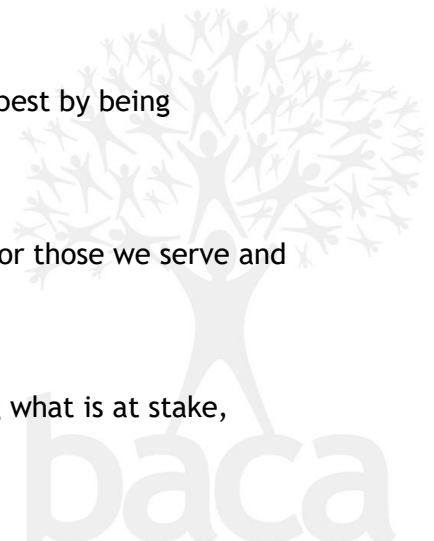 best by being
or those we serve and
what is at stake,
baca